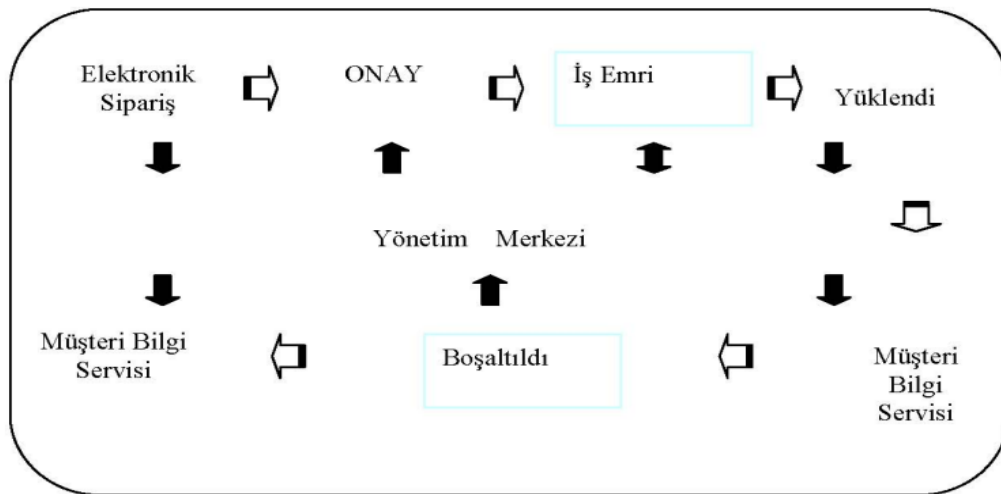 Elektronik
Sipariş
ONAY
İş Emri
Yüklendi
Yönetim Merkezi
Müşteri Bilgi
Servisi
Boşaltıldı
Müşteri
Bilgi
Servisi